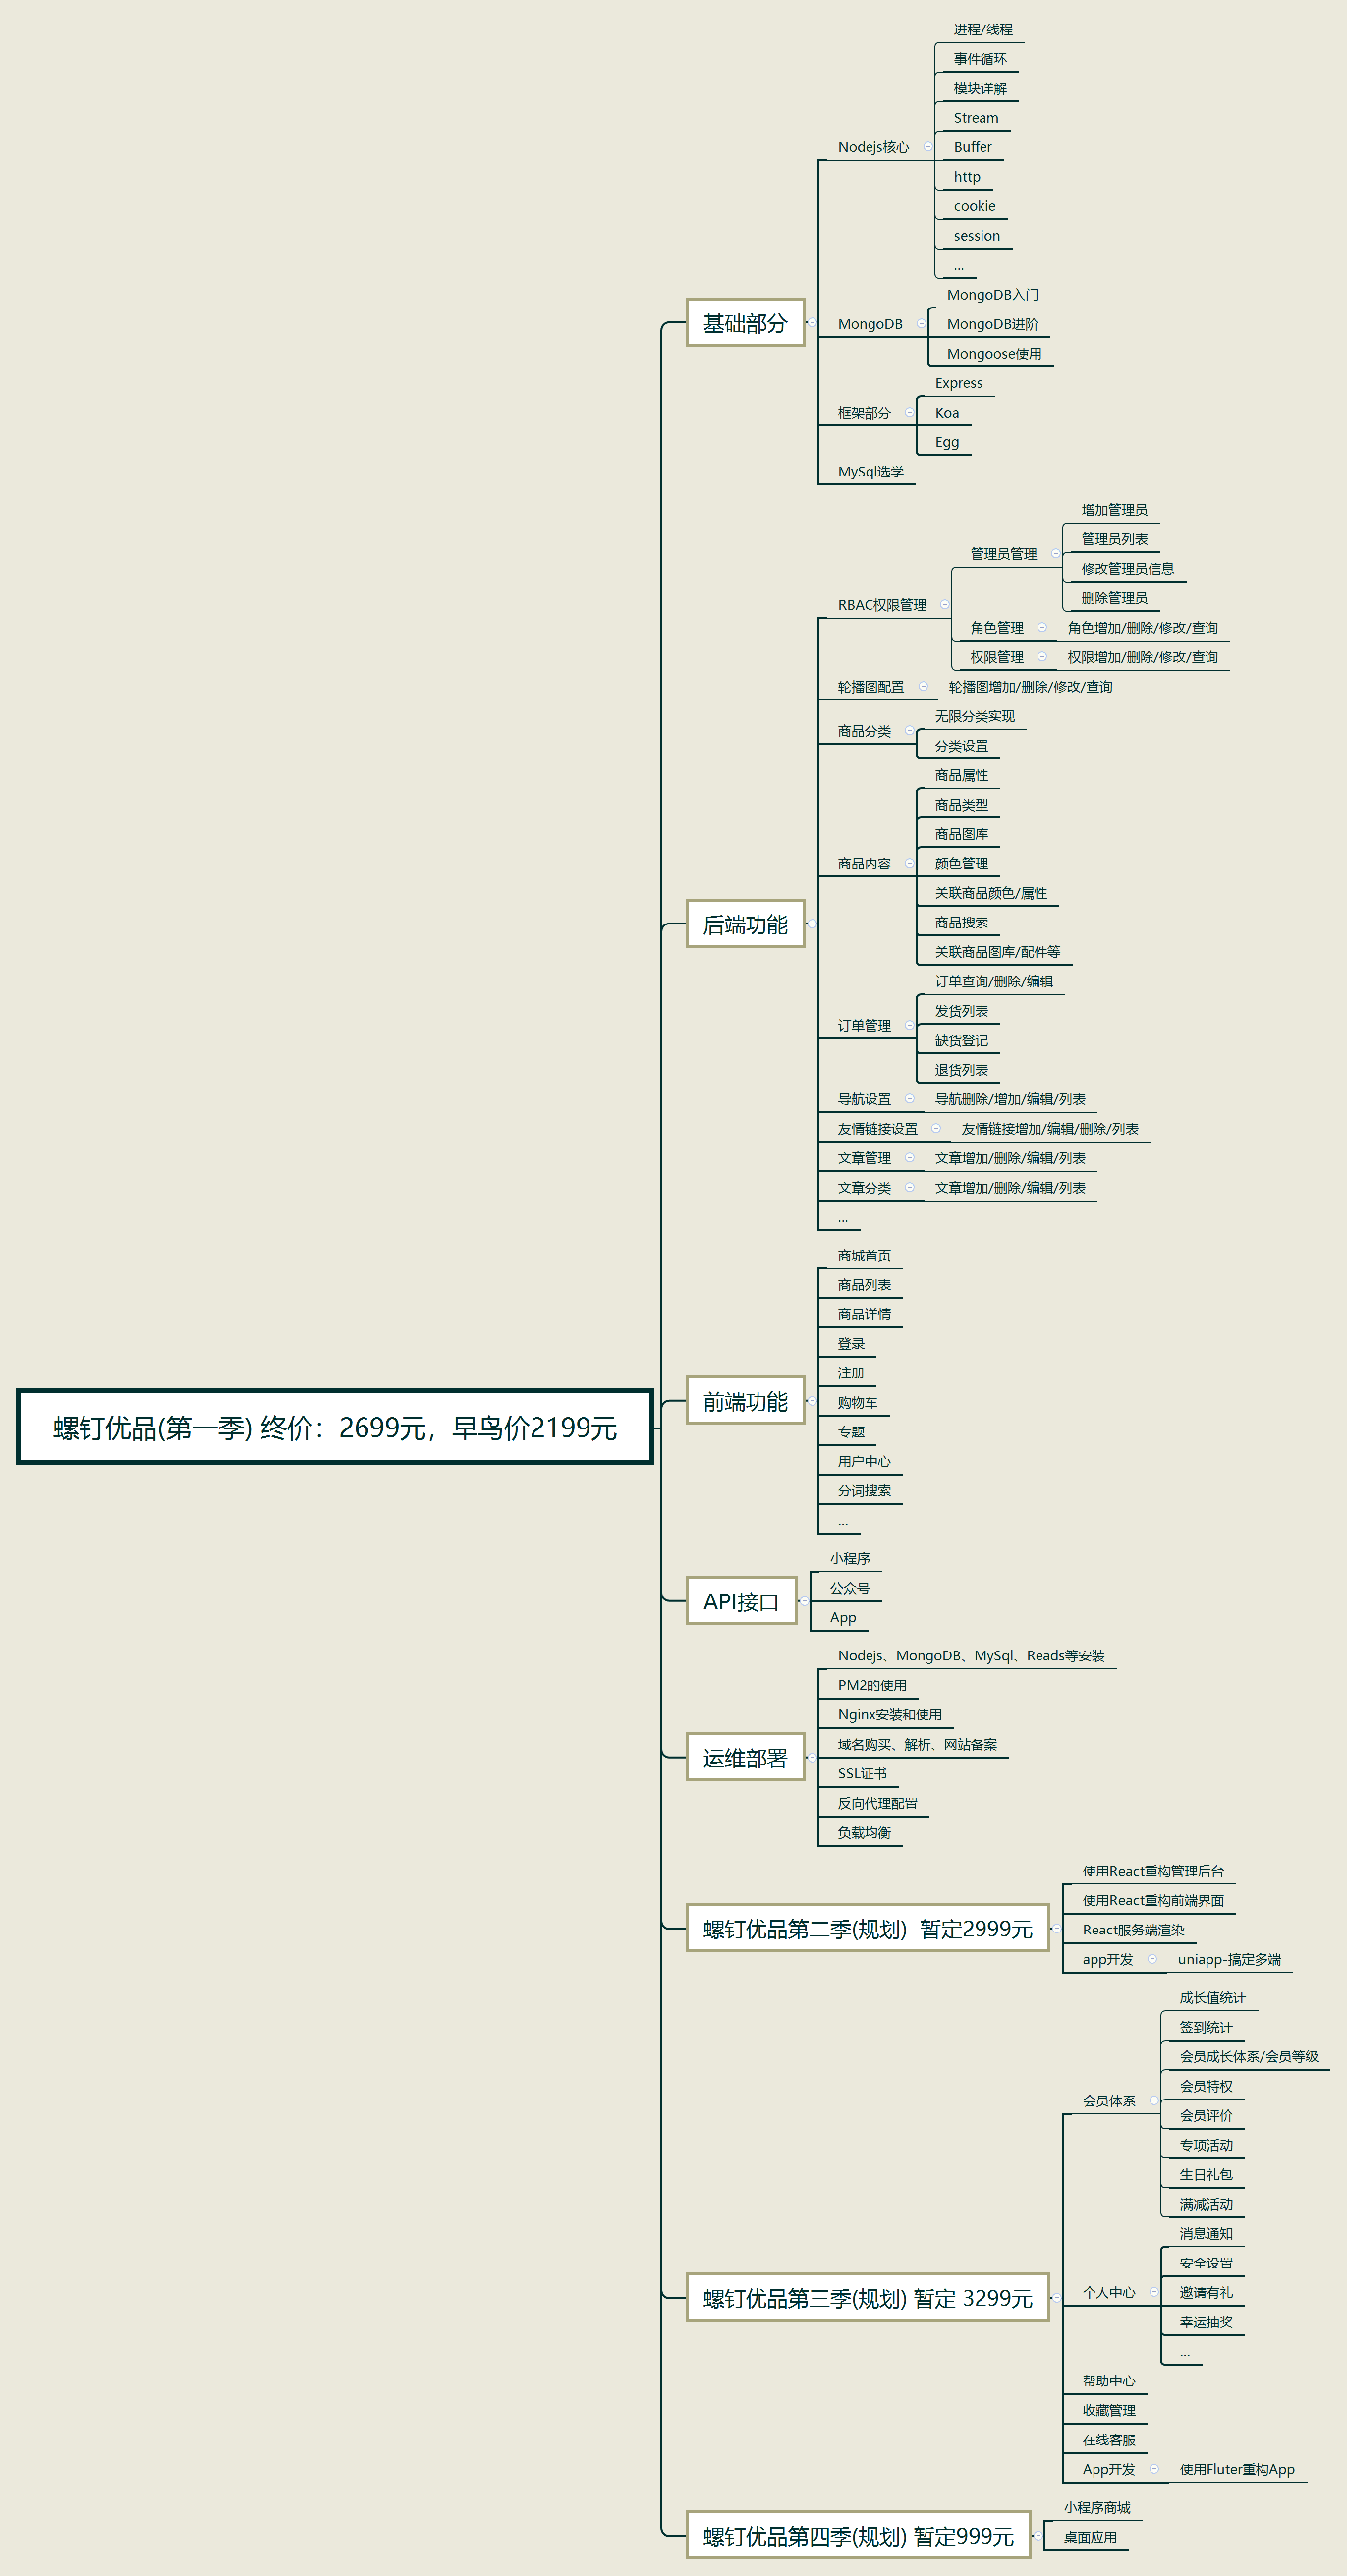 螺钉优品(第一季) 终价：2699元，早鸟价2199元
基础部分
Nodejs核心
进程/线程
事件循环
模块详解
Stream
Buffer
http
cookie
session
...
MongoDB
MongoDB入门
MongoDB进阶
Mongoose使用
框架部分
Express
Koa
Egg
MySql选学
后端功能
RBAC权限管理
管理员管理
增加管理员
管理员列表
修改管理员信息
删除管理员
角色管理
角色增加/删除/修改/查询
权限管理
权限增加/删除/修改/查询
轮播图配置
轮播图增加/删除/修改/查询
商品分类
无限分类实现
分类设置
商品内容
商品属性
商品类型
商品图库
颜色管理
关联商品颜色/属性
商品搜索
关联商品图库/配件等
订单管理
订单查询/删除/编辑
发货列表
缺货登记
退货列表
导航设置
导航删除/增加/编辑/列表
友情链接设置
友情链接增加/编辑/删除/列表
文章管理
文章增加/删除/编辑/列表
文章分类
文章增加/删除/编辑/列表
...
前端功能
商城首页
商品列表
商品详情
登录
注册
购物车
专题
用户中心
分词搜索
...
API接口
小程序
公众号
App
运维部署
Nodejs、MongoDB、MySql、Reads等安装
PM2的使用
Nginx安装和使用
域名购买、解析、网站备案
SSL证书
反向代理配置
负载均衡
螺钉优品第二季(规划)  暂定2999元
使用React重构管理后台
使用React重构前端界面
React服务端渲染
app开发
uniapp-搞定多端
螺钉优品第三季(规划) 暂定 3299元
会员体系
成长值统计
签到统计
会员成长体系/会员等级
会员特权
会员评价
专项活动
生日礼包
满减活动
个人中心
消息通知
安全设置
邀请有礼
幸运抽奖
...
帮助中心
收藏管理
在线客服
App开发
使用Fluter重构App
螺钉优品第四季(规划) 暂定999元
小程序商城
桌面应用